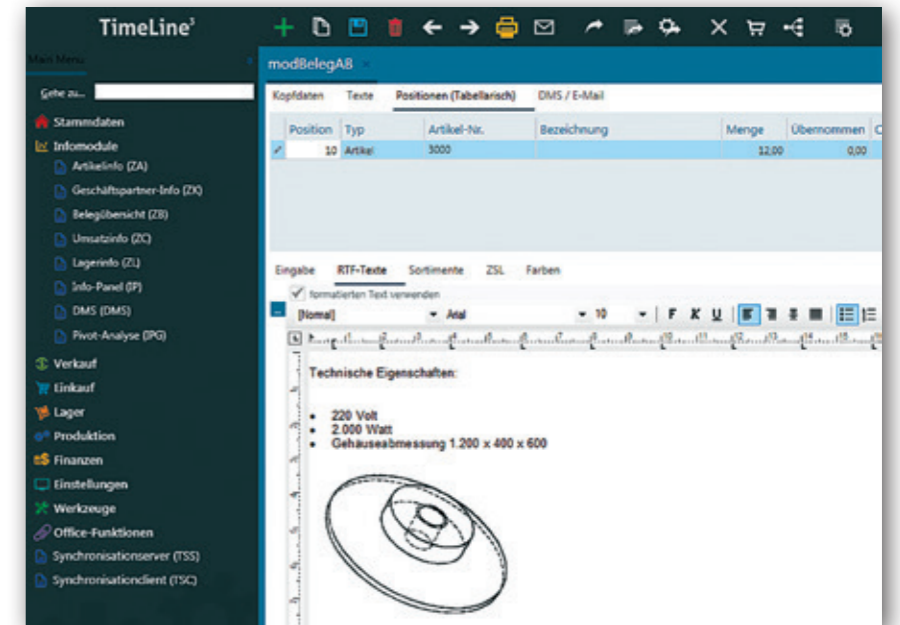 TimeLine³
Main Menu
modBelegAB
Gehe zu...
Stammdaten
Infomodule
Artikelinfo (ZA)
Geschäftspartner-Info (ZK)
Belegübersicht (ZB)
Umsatzinfo (ZC)
Lagerinfo (ZL)
Info-Panel (IP)
DMS (DMS)
Pivot-Analyse (IPG)
Verkauf
Einkauf
Lager
Produktion
Finanzen
Einstellungen
Werkzeuge
Office-Funktionen
Synchronisationserver (TSS)
Synchronisationclient (TSC)
Kopfdaten Texte Positionen (Tabellarisch) DMS / E-Mail
Position Typ Artikel-Nr. Bezeichnung Menge Übernommen
10 Artikel 3000 12,00 0,00
Eingabe RTF-Texte Sortimente ZSL Farben
formatierten Text verwenden
[Normal] Arial 10 F K U
Technische Eigenschaften:
• 220 Volt
• 2.000 Watt
• Gehäuseabmessung 1.200 x 400 x 600